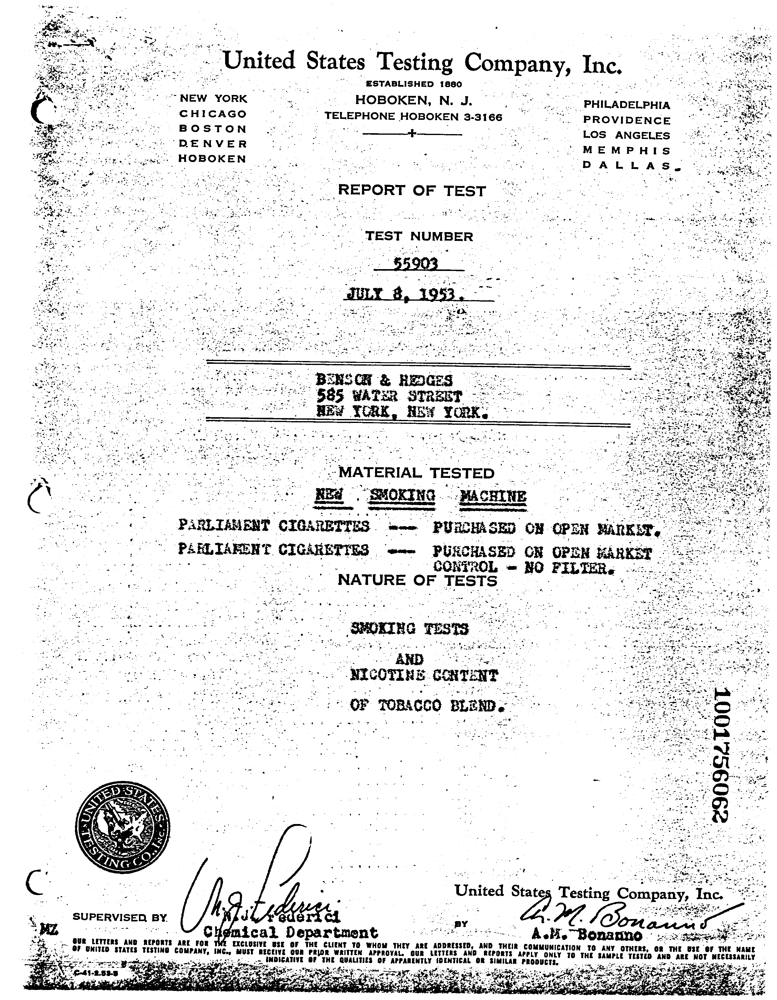 United States Testing Company, Inc.
ESTABLISHED 1880
HOBOKEN, N. J.
TELEPHONE HOBOKEN 3-3166
NEW YORK
CHICAGO
BOSTON
DENVER
HOBOKEN
PHILADELPHIA
PROVIDENCE
LOS ANGELES
MEMPHIS
DALLAS
REPORT OF TEST
TEST NUMBER
55903
JULY 8, 1953.
BENSON & HEDGES
585 WATER STREET
NEW YORK, NEW YORK.
MATERIAL TESTED
NEW SMOKING MACHINE
PARLIAMENT CIGARETTES --- PURCHASED ON OPEN MARKET.
PARLIAMENT CIGARETTES --- PURCHASED ON OPEN MARKET
CONTROL - NO FILTER.
NATURE OF TESTS
SMOKING TESTS
AND
NICOTINE CONTENT
OF TOBACCO BLEND.
1001756062
UNITED STATES
TESTING CO. Inc.
United States Testing Company, Inc.
SUPERVISED BY
Federici
Chemical Department
BY
A. M. Bonanno
A.M. Bonanno
MZ
OUR LETTERS AND REPORTS ARE FOR THE EXCLUSIVE USE OF THE CLIENT TO WHOM THEY ARE ADDRESSED, AND THEIR COMMUNICATION TO ANY OTHERS, OR THE USE OF THE NAME
OF UNITED STATES TESTING COMPANY, INC., MUST RECEIVE OUR PRIOR WRITTEN APPROVAL. OUR LETTERS AND REPORTS APPLY ONLY TO THE SAMPLE TESTED AND ARE NOT NECESSARILY
INDICATIVE OF THE QUALITIES OF APPARENTLY IDENTICAL OR SIMILAR PRODUCTS.